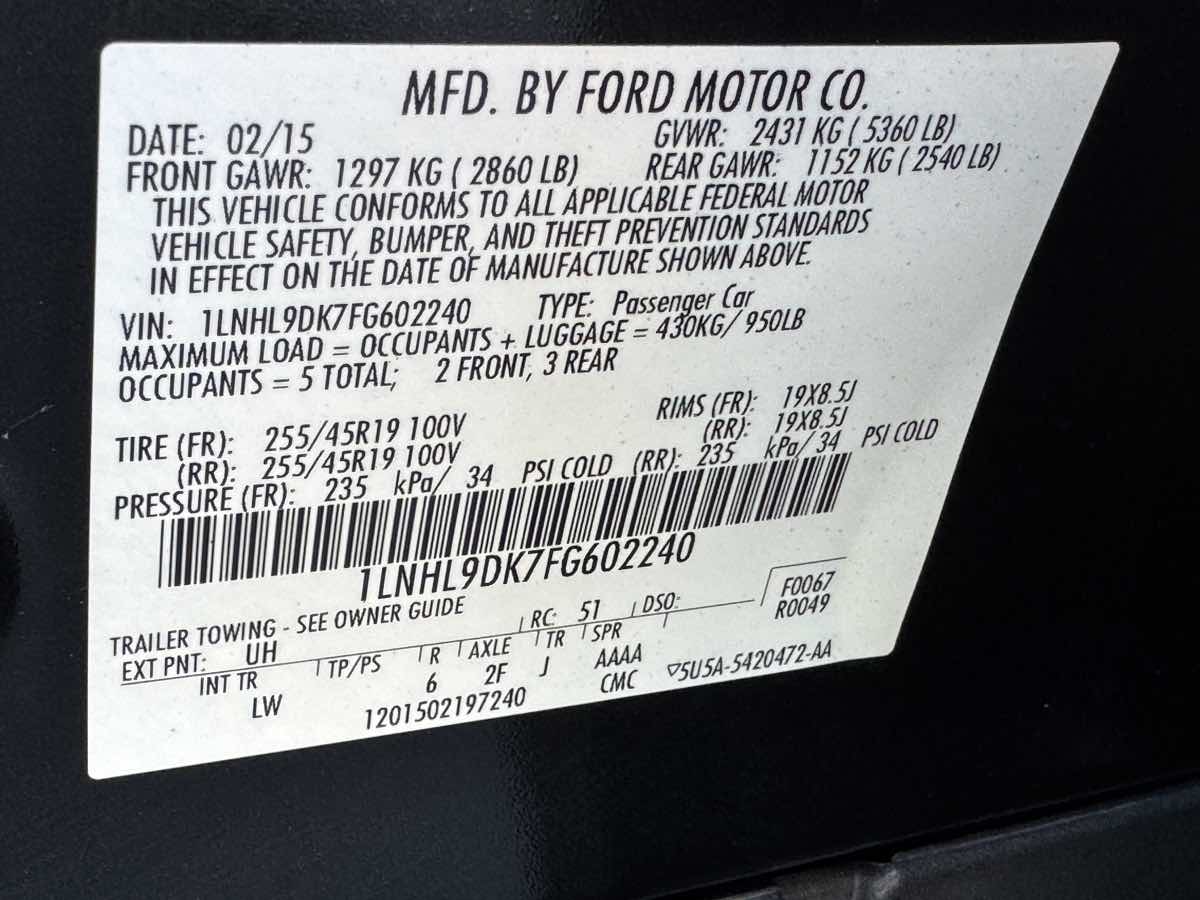 MFD. BY FORD MOTOR CO.
DATE: 02/15 GVWR: 2431 KG ( 5360 LB)
FRONT GAWR: 1297 KG ( 2860 LB) REAR GAWR: 1152 KG ( 2540 LB)
THIS VEHICLE CONFORMS TO ALL APPLICABLE FEDERAL MOTOR
VEHICLE SAFETY, BUMPER, AND THEFT PREVENTION STANDARDS
IN EFFECT ON THE DATE OF MANUFACTURE SHOWN ABOVE.
VIN: 1LNHL9DK7FG602240 TYPE: Passenger Car
MAXIMUM LOAD = OCCUPANTS + LUGGAGE = 430KG/ 950LB
OCCUPANTS = 5 TOTAL; 2 FRONT, 3 REAR
TIRE (FR): 255/45R19 100V RIMS (FR): 19X8.5J
(RR): 255/45R19 100V (RR): 19X8.5J
PRESSURE (FR): 235 kPa/ 34 PSI COLD (RR): 235 kPa/ 34 PSI COLD
1LNHL9DK7FG602240
TRAILER TOWING - SEE OWNER GUIDE RC: 51 DSO: F0067
R0049
EXT PNT: UH
INT TR TP/PS R AXLE TR SPR
LW 6 2F J AAAA
1201502197240 CMC 5U5A-5420472-AA